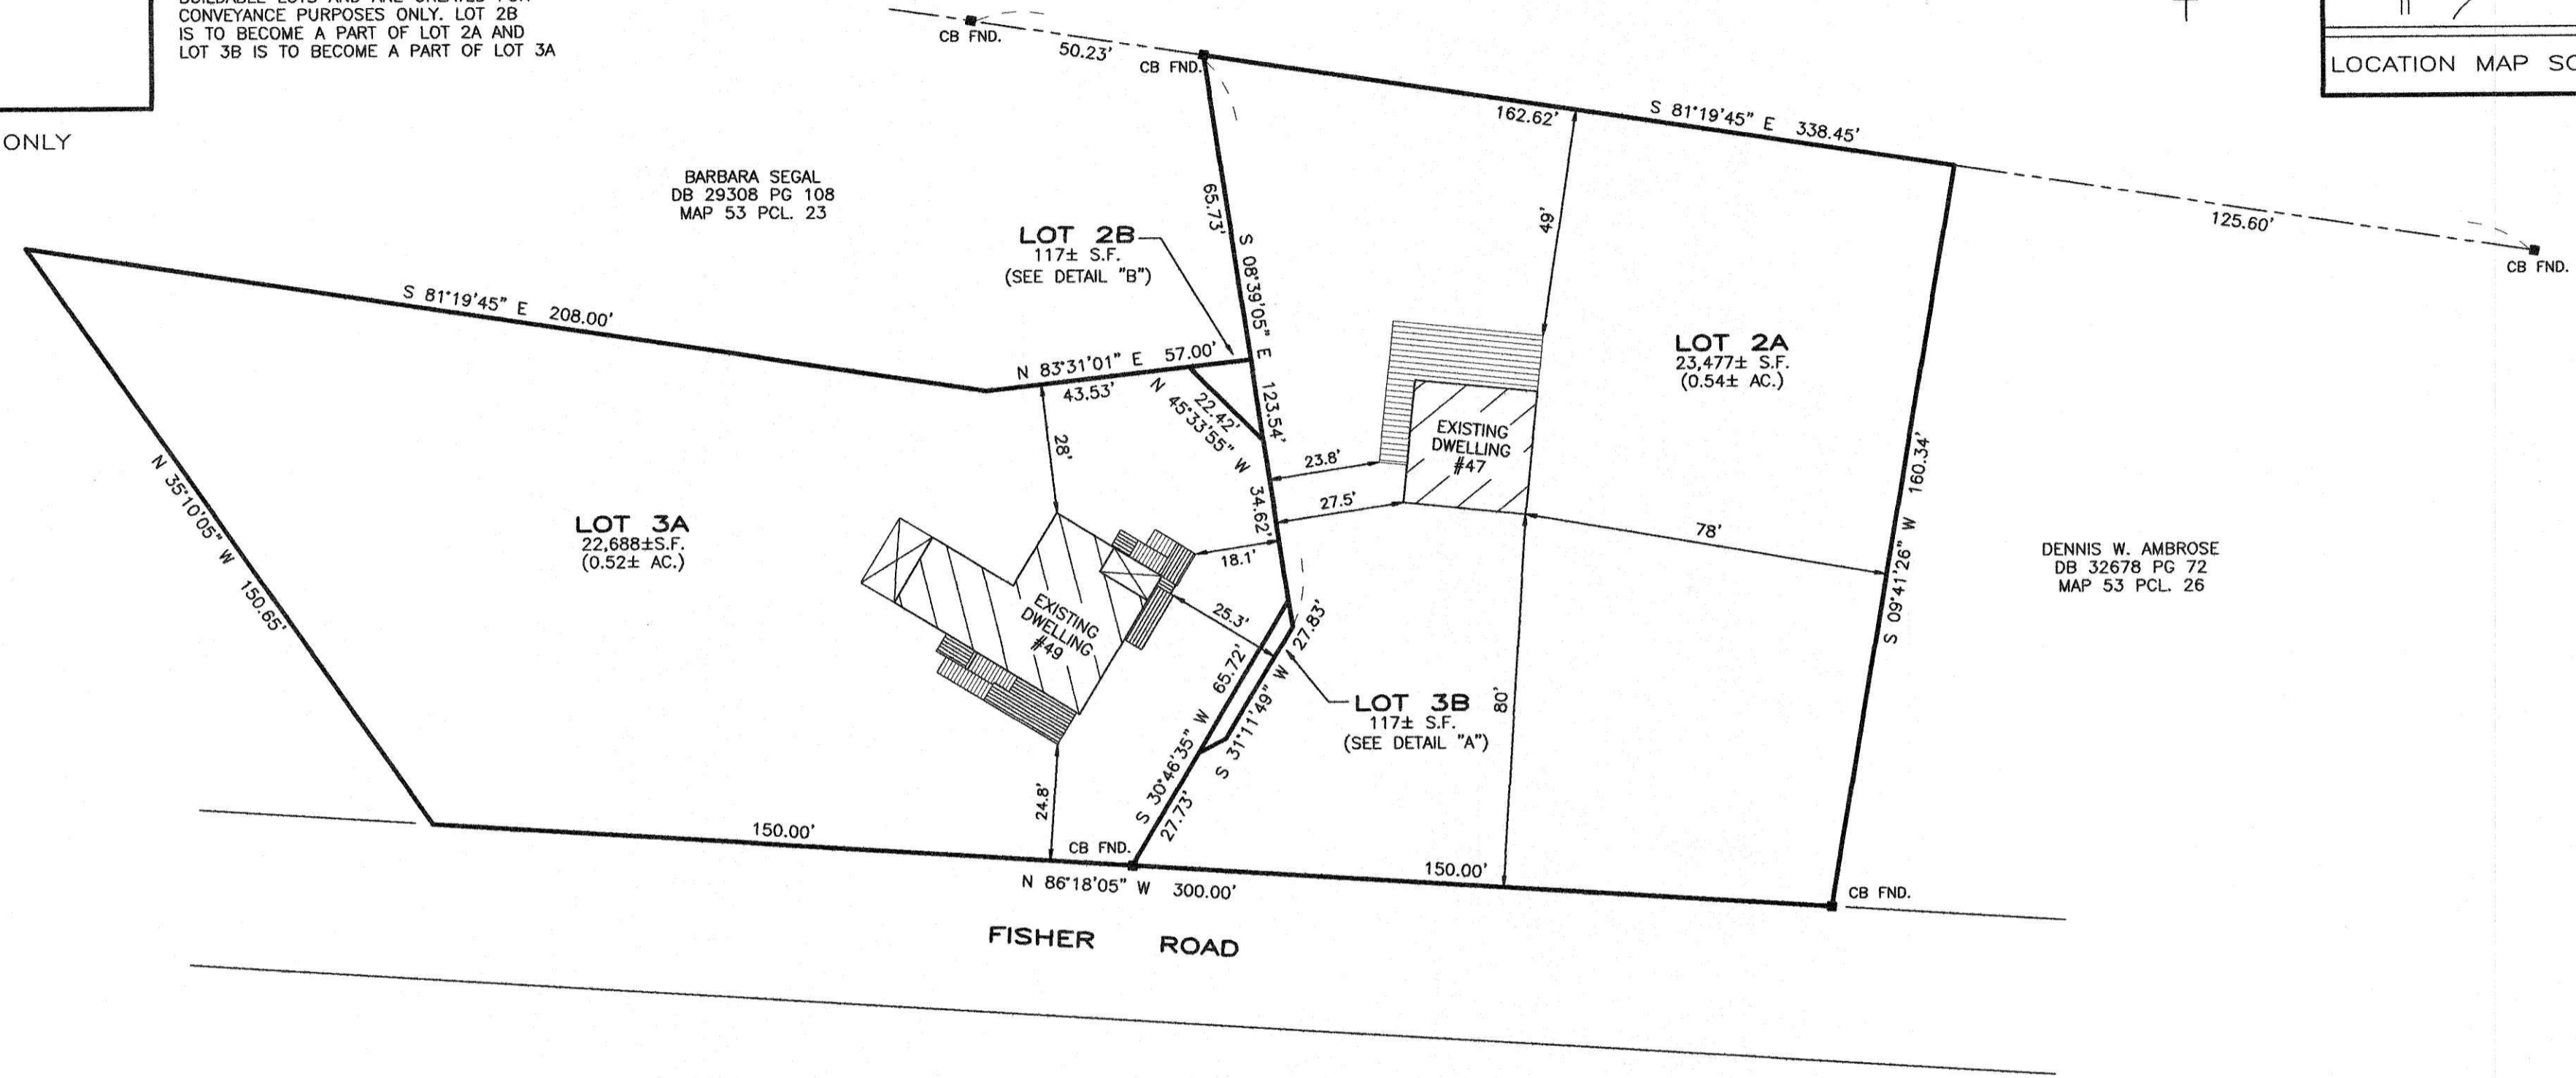 BUILDABLE LOTS AND ARE CREATED FOR
CONVEYANCE PURPOSES ONLY. LOT 2B
IS TO BECOME A PART OF LOT 2A AND
LOT 3B IS TO BECOME A PART OF LOT 3A
ONLY
CB FND.
50.23'
CB FND.
162.62'
S 81°19'45" E 338.45'
LOCATION MAP SC
125.60'
CB FND.
BARBARA SEGAL
DB 29308 PG 108
MAP 53 PCL. 23
LOT 2B
117± S.F.
(SEE DETAIL "B")
65.73'
S 08°39'05" E 123.54'
49'
S 81°19'45" E 208.00'
N 83°31'01" E 57.00'
43.53'
22.42'
N 45°33'55" W
34.62'
28'
LOT 2A
23,477± S.F.
(0.54± AC.)
EXISTING
DWELLING
#47
23.8'
27.5'
18.1'
78'
S 09°41'26" W 160.34'
DENNIS W. AMBROSE
DB 32678 PG 72
MAP 53 PCL. 26
N 35°10'05" W 150.65'
LOT 3A
22,688±S.F.
(0.52± AC.)
EXISTING
DWELLING
#49
25.3'
27.83'
65.72'
S 30°46'35" W
S 31°11'49" W
27.73'
LOT 3B
117± S.F.
(SEE DETAIL "A")
80'
24.8'
150.00'
CB FND.
150.00'
CB FND.
N 86°18'05" W 300.00'
FISHER ROAD